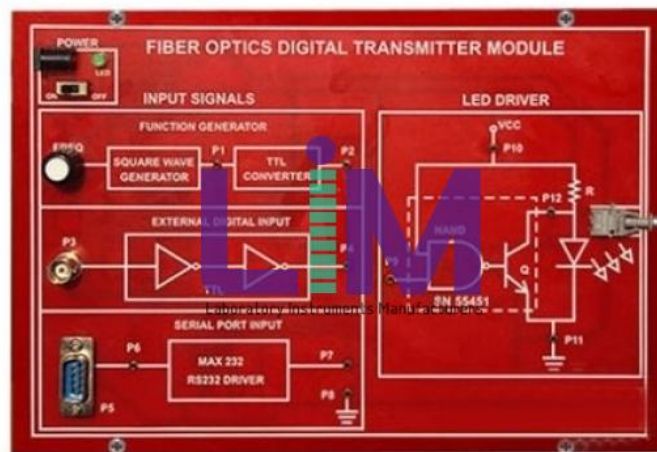 POWER
LED
ON OFF
FIBER OPTICS DIGITAL TRANSMITTER MODULE
INPUT SIGNALS
FUNCTION GENERATOR
FREQ
SQUARE WAVE
GENERATOR
P1
TTL
CONVERTER
P2
EXTERNAL DIGITAL INPUT
P3
TTL
P4
SERIAL PORT INPUT
P5
P6
MAX 232
RS232 DRIVER
P7
P8
LED DRIVER
VCC
P10
R
P12
NAND
P9
Q
SN 55451
P11
LIM
Laboratory Instruments Manufacturers